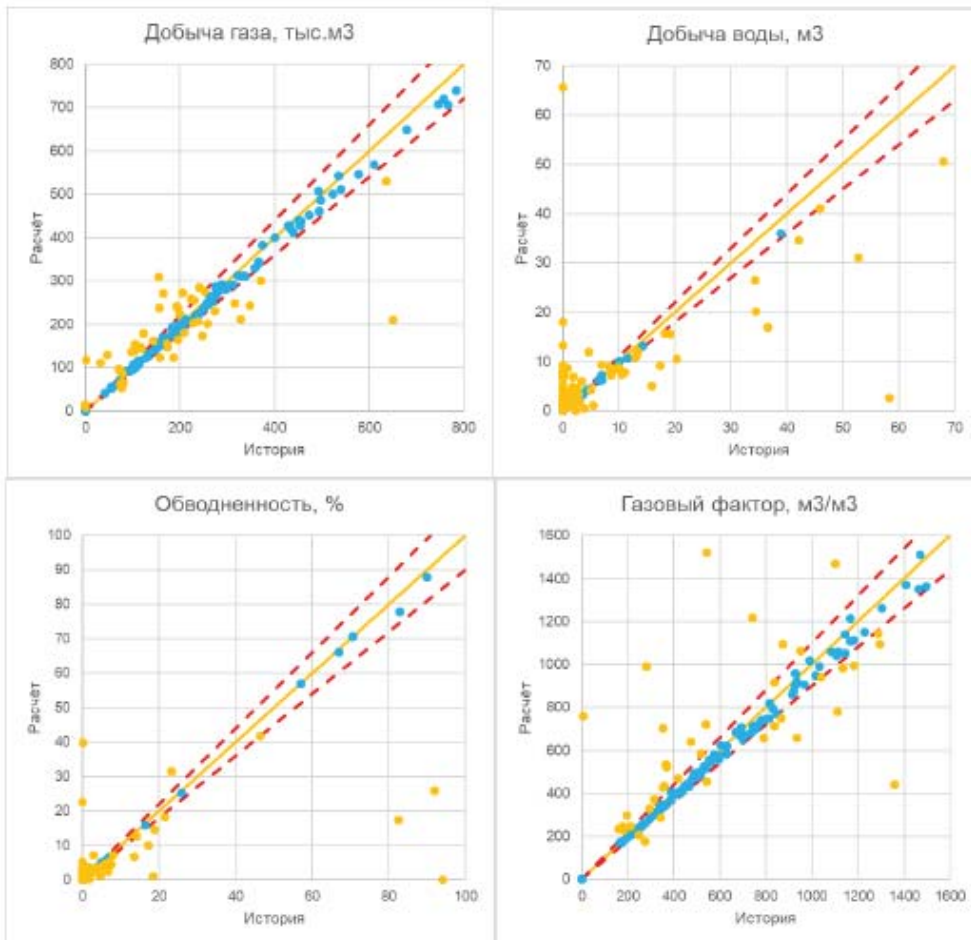 Добыча газа, тыс.м3
800
700
600
500
400
300
200
100
0
Расчёт
0 200 400 600 800
История
Добыча воды, м3
70
60
50
40
30
20
10
0
Расчёт
0 10 20 30 40 50 60 70
История
Обводненность, %
100
90
80
70
60
50
40
30
20
10
0
Расчёт
0 20 40 60 80 100
История
Газовый фактор, м3/м3
1600
1400
1200
1000
800
600
400
200
0
Расчёт
0 200 400 600 800 1000 1200 1400 1600
История